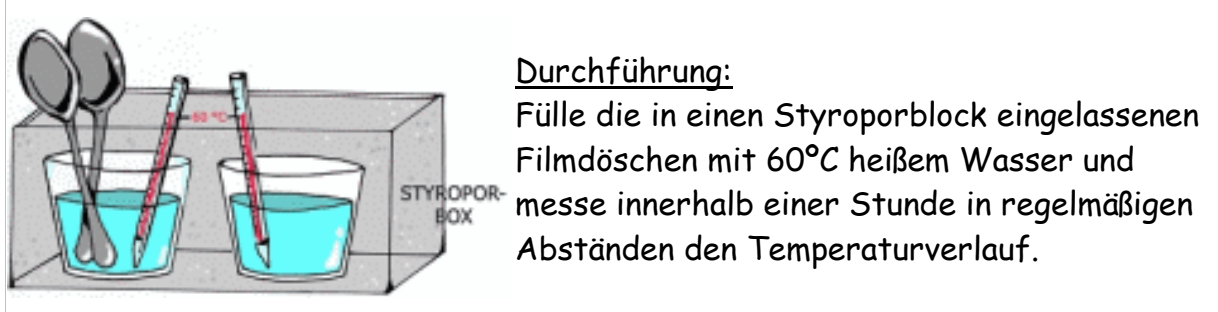 60 °C
STYROPOR-
BOX
Durchführung:
Fülle die in einen Styroporblock eingelassenen
Filmdöschen mit 60°C heißem Wasser und
messe innerhalb einer Stunde in regelmäßigen
Abständen den Temperaturverlauf.